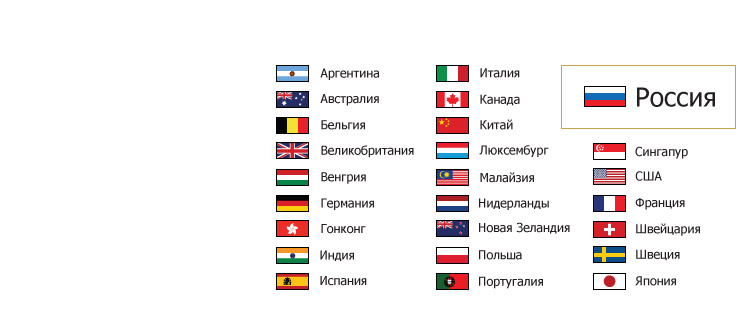 Аргентина
Австралия
Бельгия
Великобритания
Венгрия
Германия
Гонконг
Индия
Испания
Италия
Канада
Китай
Люксембург
Малайзия
Нидерланды
Новая Зеландия
Польша
Португалия
Россия
Сингапур
США
Франция
Швейцария
Швеция
Япония